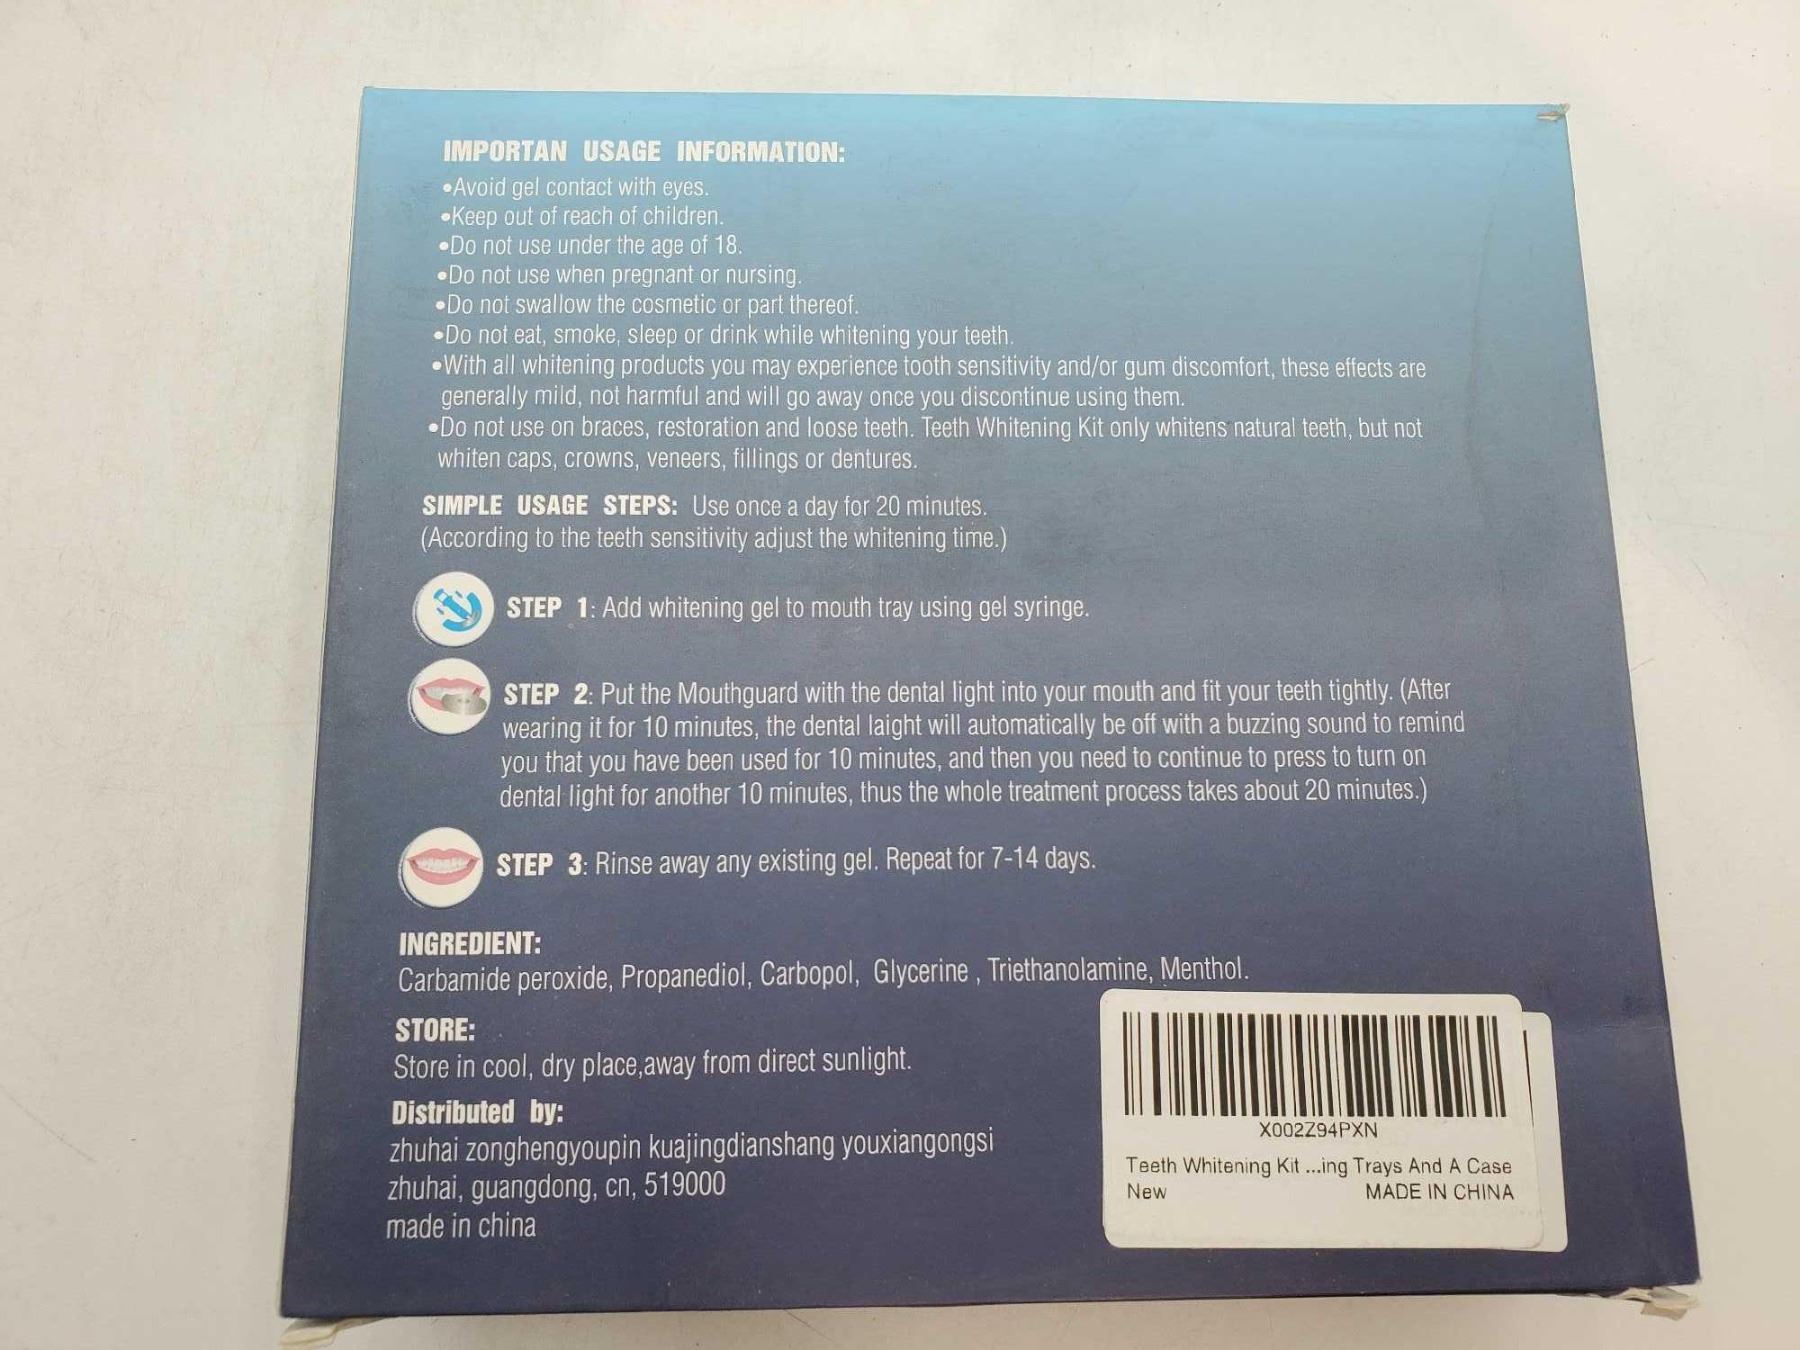 IMPORTAN USAGE INFORMATION:
•Avoid gel contact with eyes.
•Keep out of reach of children.
•Do not use under the age of 18.
•Do not use when pregnant or nursing.
•Do not swallow the cosmetic or part thereof.
•Do not eat, smoke, sleep or drink while whitening your teeth.
•With all whitening products you may experience tooth sensitivity and/or gum discomfort, these effects are
generally mild, not harmful and will go away once you discontinue using them.
•Do not use on braces, restoration and loose teeth. Teeth Whitening Kit only whitens natural teeth, but not
whiten caps, crowns, veneers, fillings or dentures.
SIMPLE USAGE STEPS: Use once a day for 20 minutes.
(According to the teeth sensitivity adjust the whitening time.)
STEP 1: Add whitening gel to mouth tray using gel syringe.
STEP 2: Put the Mouthguard with the dental light into your mouth and fit your teeth tightly. (After
wearing it for 10 minutes, the dental laight will automatically be off with a buzzing sound to remind
you that you have been used for 10 minutes, and then you need to continue to press to turn on
dental light for another 10 minutes, thus the whole treatment process takes about 20 minutes.)
STEP 3: Rinse away any existing gel. Repeat for 7-14 days.
INGREDIENT:
Carbamide peroxide, Propanediol, Carbopol, Glycerine , Triethanolamine, Menthol.
STORE:
Store in cool, dry place,away from direct sunlight.
Distributed by:
zhuhai zonghengyoupin kuajingdianshang youxiangongsi
zhuhai, guangdong, cn, 519000
made in china
X002Z94PXN
Teeth Whitening Kit ...ing Trays And A Case
New MADE IN CHINA